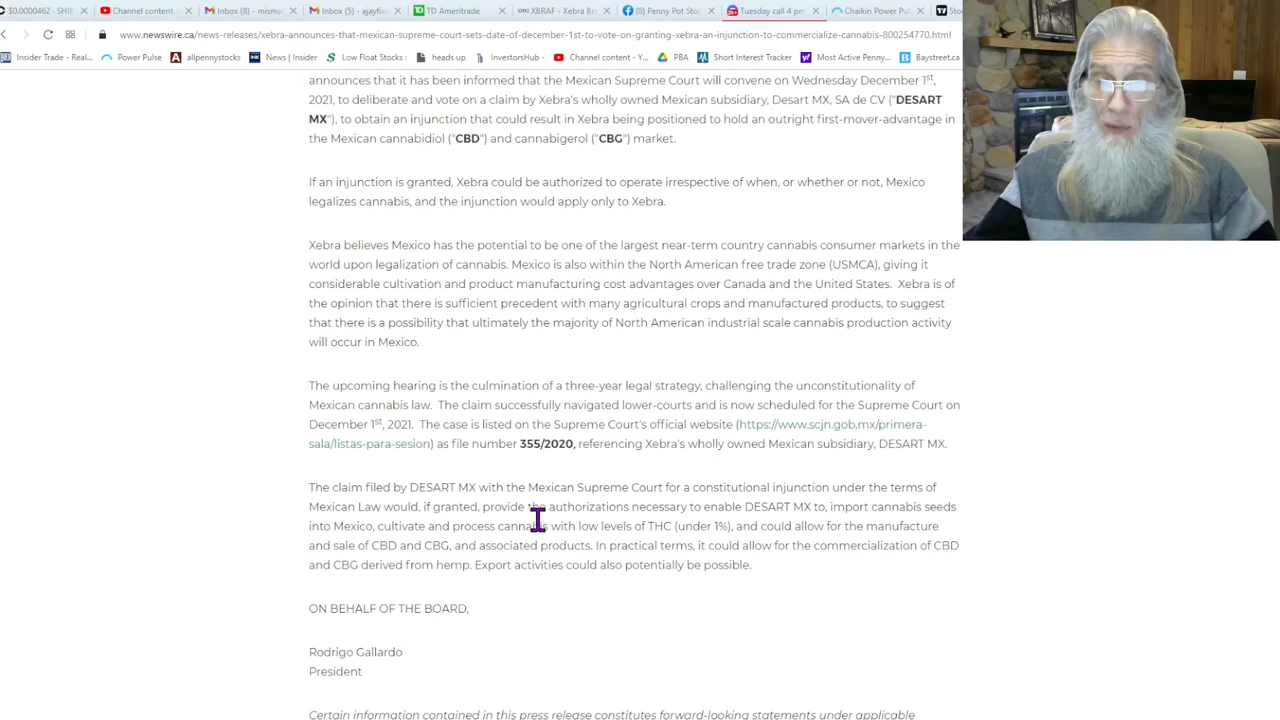 $0.0000462 - SHIB
Channel content -
Inbox (8) - misma
Inbox (5) - ajayfis
TD Ameritrade
XBRAF - Xebra Br
(5) Penny Pot Sto
Tuesday call 4 pm
Chaikin Power Pu
Sto
www.newswire.ca/news-releases/xebra-announces-that-mexican-supreme-court-sets-date-of-december-1st-to-vote-on-granting-xebra-an-injunction-to-commercialize-cannabis-800254770.html
Insider Trade - Real... Power Pulse allpennystocks News | Insiden Low Float Stocks : heads up InvestorsHub - Channel content - Y... PBA Short Interest Tracker Most Active Penny... Baystreet.ca
announces that it has been informed that the Mexican Supreme Court will convene on Wednesday December 1st,
2021, to deliberate and vote on a claim by Xebra's wholly owned Mexican subsidiary, Desart MX, SA de CV ("DESART
MX"), to obtain an injunction that could result in Xebra being positioned to hold an outright first-mover-advantage in
the Mexican cannabidiol ("CBD") and cannabigerol ("CBG") market.
If an injunction is granted, Xebra could be authorized to operate irrespective of when, or whether or not, Mexico
legalizes cannabis, and the injunction would apply only to Xebra.
Xebra believes Mexico has the potential to be one of the largest near-term country cannabis consumer markets in the
world upon legalization of cannabis. Mexico is also within the North American free trade zone (USMCA), giving it
considerable cultivation and product manufacturing cost advantages over Canada and the United States. Xebra is of
the opinion that there is sufficient precedent with many agricultural crops and manufactured products, to suggest
that there is a possibility that ultimately the majority of North American industrial scale cannabis production activity
will occur in Mexico.
The upcoming hearing is the culmination of a three-year legal strategy, challenging the unconstitutionality of
Mexican cannabis law. The claim successfully navigated lower-courts and is now scheduled for the Supreme Court on
December 1st, 2021. The case is listed on the Supreme Court's official website (https://www.scjn.gob.mx/primera-
sala/listas-para-sesion) as file number 355/2020, referencing Xebra's wholly owned Mexican subsidiary, DESART MX.
The claim filed by DESART MX with the Mexican Supreme Court for a constitutional injunction under the terms of
Mexican Law would, if granted, provide the authorizations necessary to enable DESART MX to, import cannabis seeds
into Mexico, cultivate and process cannabis with low levels of THC (under 1%), and could allow for the manufacture
and sale of CBD and CBG, and associated products. In practical terms, it could allow for the commercialization of CBD
and CBG derived from hemp. Export activities could also potentially be possible.
ON BEHALF OF THE BOARD,
Rodrigo Gallardo
President
Certain information contained in this press release constitutes forward-looking statements under applicable